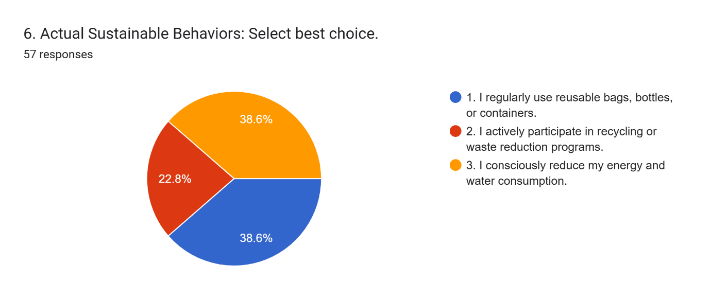 6. Actual Sustainable Behaviors: Select best choice.
57 responses
38.6%
22.8%
38.6%
1. I regularly use reusable bags, bottles,
or containers.
2. I actively participate in recycling or
waste reduction programs.
3. I consciously reduce my energy and
water consumption.